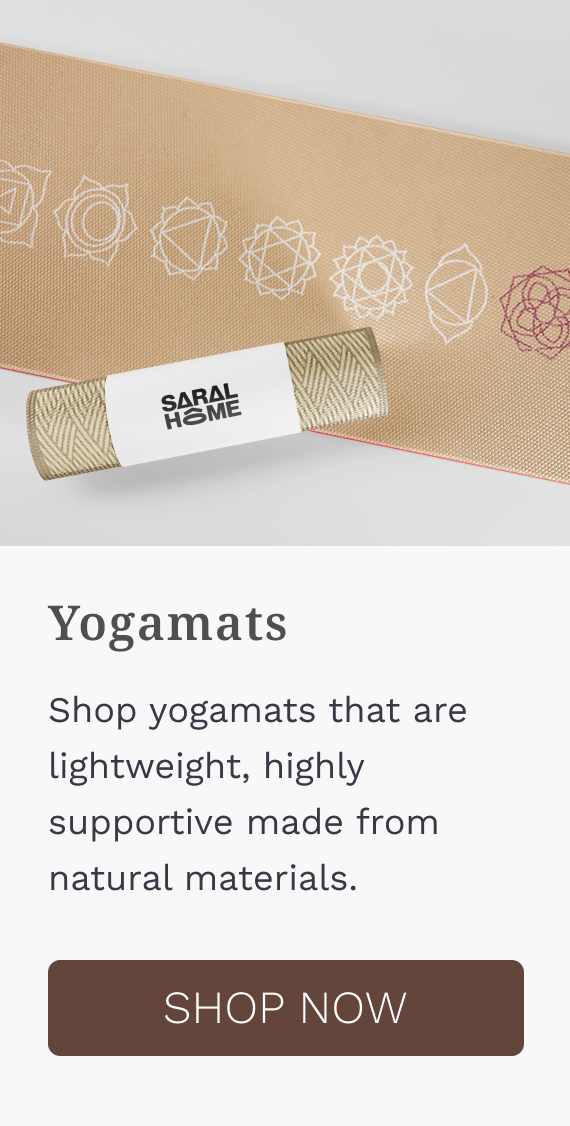 SARAL
HOME
Yogamats
Shop yogamats that are
lightweight, highly
supportive made from
natural materials.
SHOP NOW